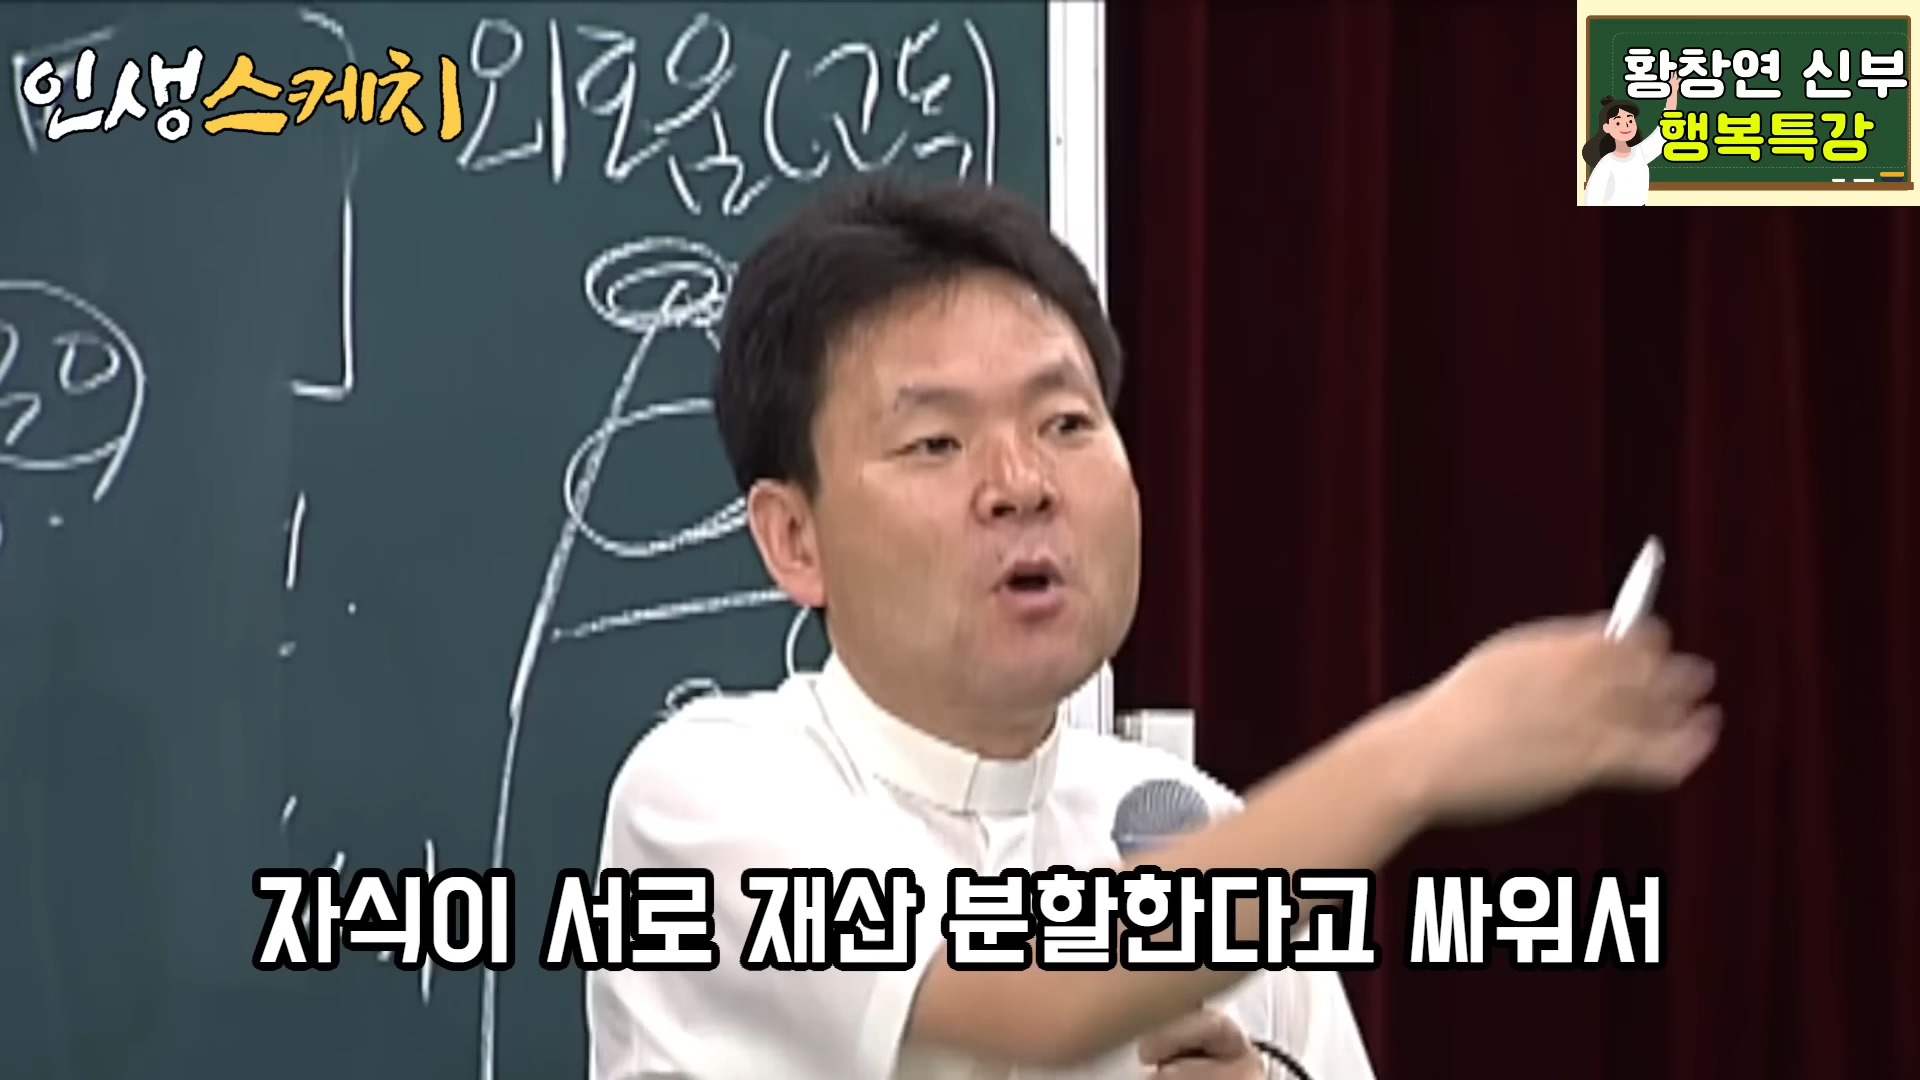 인생스케치
외로움(고독)
황창연 신부
행복특강
자식이 서로 재산 분할한다고 싸워서